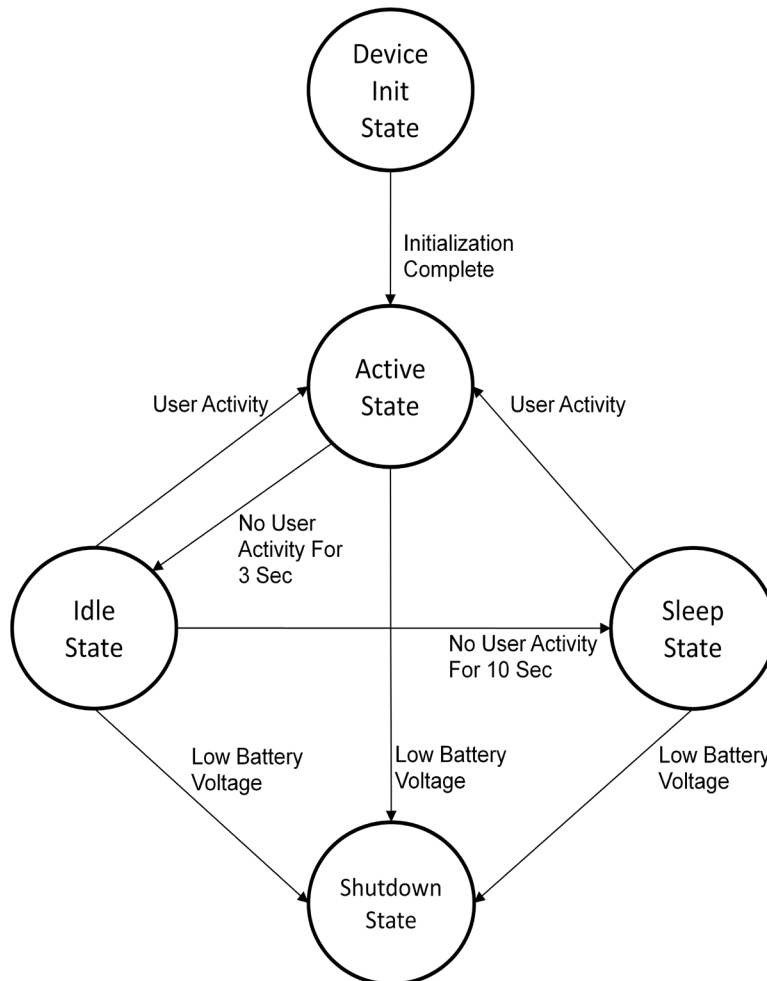 Device
Init
State
Initialization
Complete
Active
State
User Activity
User Activity
No User
Activity For
3 Sec
Idle
State
Sleep
State
No User Activity
For 10 Sec
Low Battery
Voltage
Low Battery
Voltage
Low Battery
Voltage
Shutdown
State